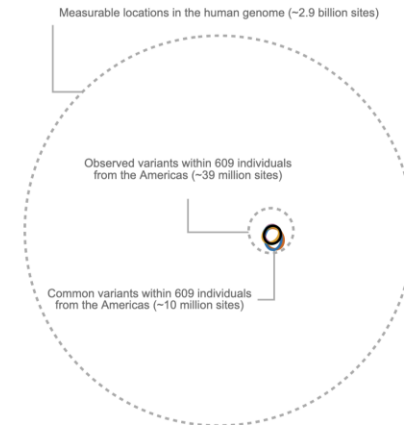 Measurable locations in the human genome (~2.9 billion sites)
Observed variants within 609 individuals
from the Americas (~39 million sites)
Common variants within 609 individuals
from the Americas (~10 million sites)